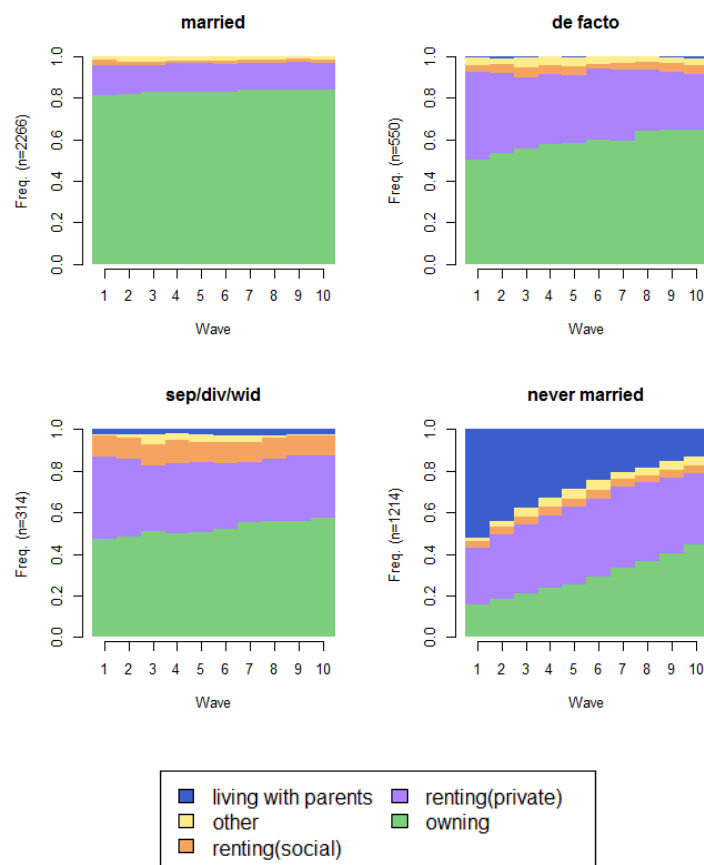 married
de facto
1.0
0.8
0.6
0.4
0.2
0.0
Freq. (n=2266)
1 2 3 4 5 6 7 8 9 10
Wave
1.0
0.8
0.6
0.4
0.2
0.0
Freq. (n=550)
1 2 3 4 5 6 7 8 9 10
Wave
sep/div/wid
never married
1.0
0.8
0.6
0.4
0.2
0.0
Freq. (n=314)
1 2 3 4 5 6 7 8 9 10
Wave
1.0
0.8
0.6
0.4
0.2
0.0
Freq. (n=1214)
1 2 3 4 5 6 7 8 9 10
Wave
living with parents
other
renting(social)
renting(private)
owning